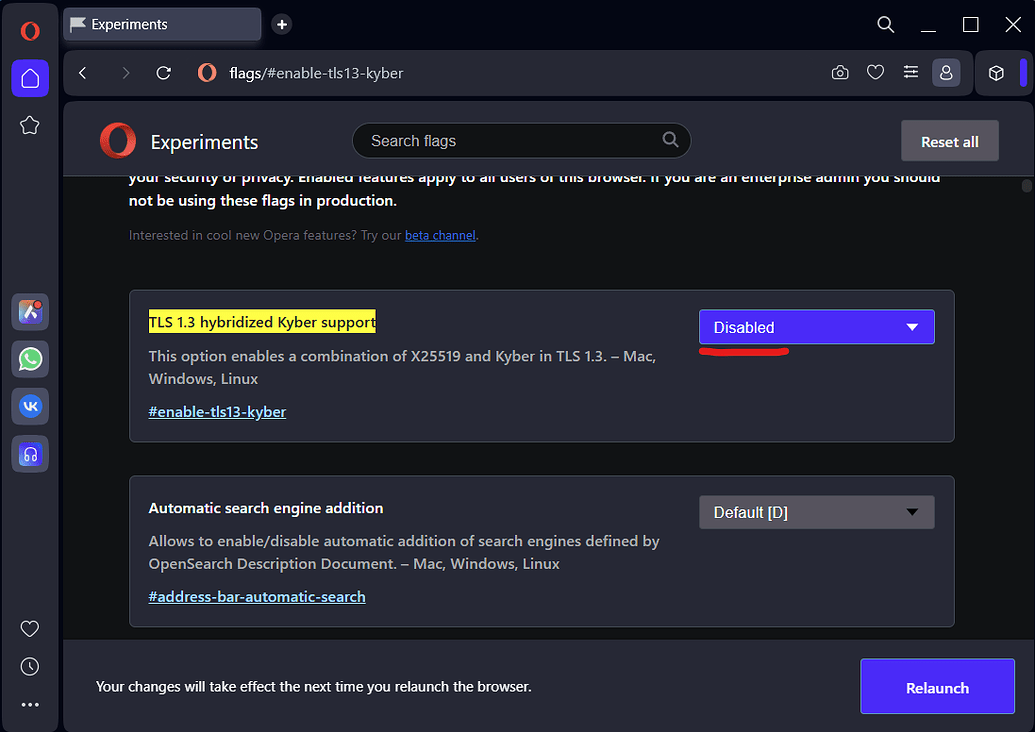 Experiments
flags/#enable-tls13-kyber
Experiments
Search flags
Reset all
your security or privacy. Enabled features apply to all users of this browser. If you are an enterprise admin you should
not be using these flags in production.
Interested in cool new Opera features? Try our beta channel.
TLS 1.3 hybridized Kyber support
Disabled
This option enables a combination of X25519 and Kyber in TLS 1.3. – Mac,
Windows, Linux
#enable-tls13-kyber
Automatic search engine addition
Default [D]
Allows to enable/disable automatic addition of search engines defined by
OpenSearch Description Document. – Mac, Windows, Linux
#address-bar-automatic-search
Your changes will take effect the next time you relaunch the browser.
Relaunch